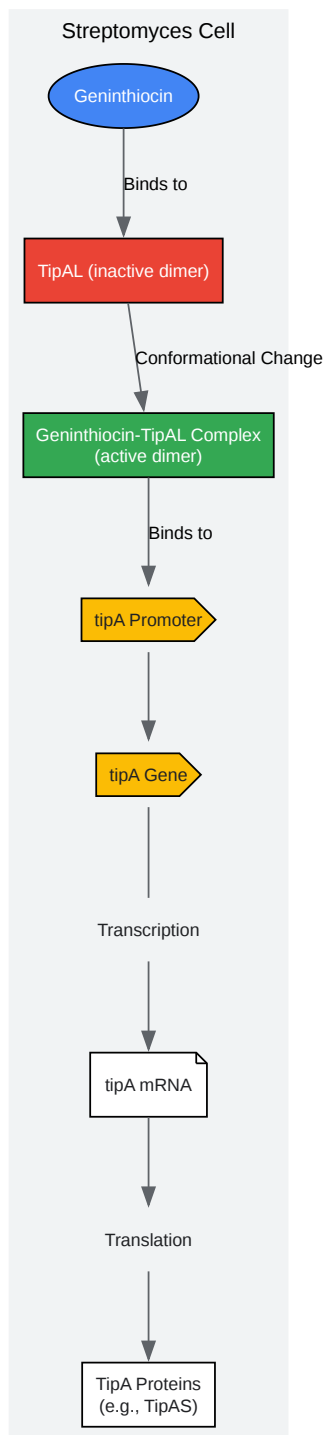 Streptomyces Cell
Geninthiocin
Binds to
TipAL (inactive dimer)
Conformational Change
Geninthiocin-TipAL Complex
(active dimer)
Binds to
tipA Promoter
tipA Gene
Transcription
tipA mRNA
Translation
TipA Proteins
(e.g., TipAS)